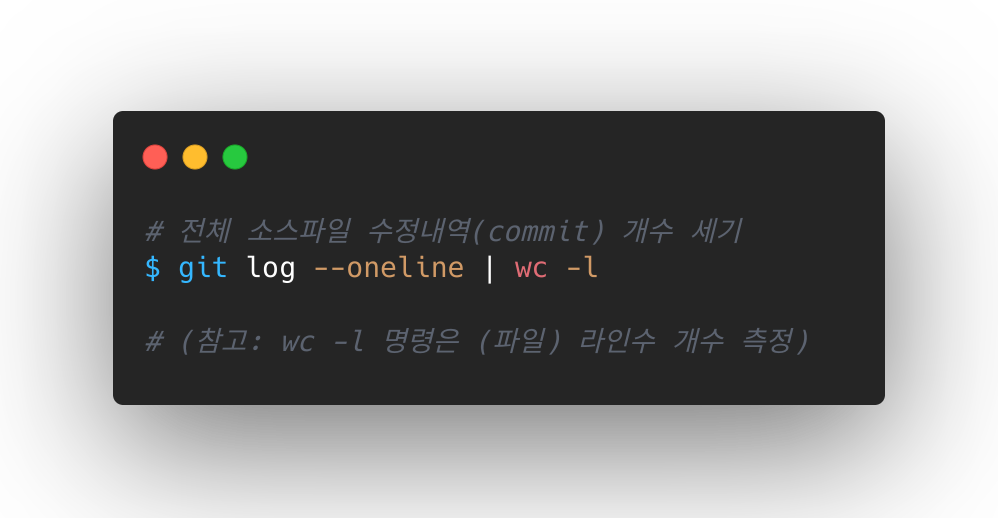 # 전체 소스파일 수정내역(commit) 개수 세기
$ git log --oneline | wc -l
# (참고: wc -l 명령은 (파일) 라인수 개수 측정)